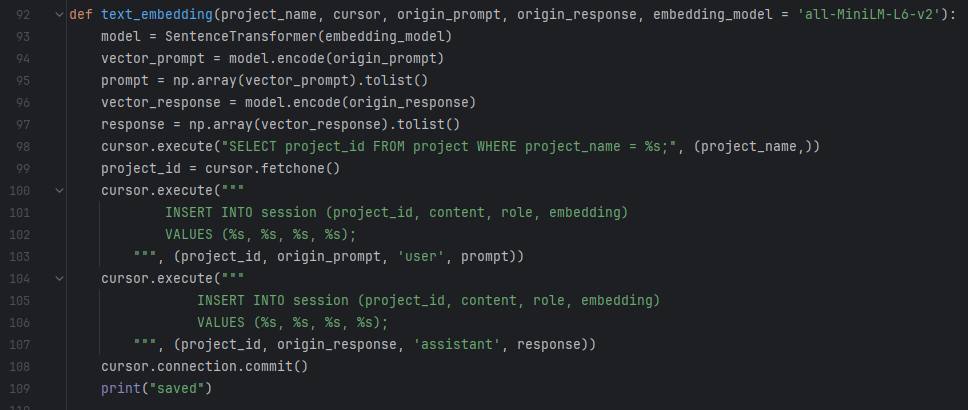 92 def text_embedding(project_name, cursor, origin_prompt, origin_response, embedding_model = 'all-MiniLM-L6-v2'):
93     model = SentenceTransformer(embedding_model)
94     vector_prompt = model.encode(origin_prompt)
95     prompt = np.array(vector_prompt).tolist()
96     vector_response = model.encode(origin_response)
97     response = np.array(vector_response).tolist()
98     cursor.execute("SELECT project_id FROM project WHERE project_name = %s;", (project_name,))
99     project_id = cursor.fetchone()
100     cursor.execute("""
101             INSERT INTO session (project_id, content, role, embedding)
102             VALUES (%s, %s, %s, %s);
103         """, (project_id, origin_prompt, 'user', prompt))
104     cursor.execute("""
105                 INSERT INTO session (project_id, content, role, embedding)
106                 VALUES (%s, %s, %s, %s);
107         """, (project_id, origin_response, 'assistant', response))
108     cursor.connection.commit()
109     print("saved")